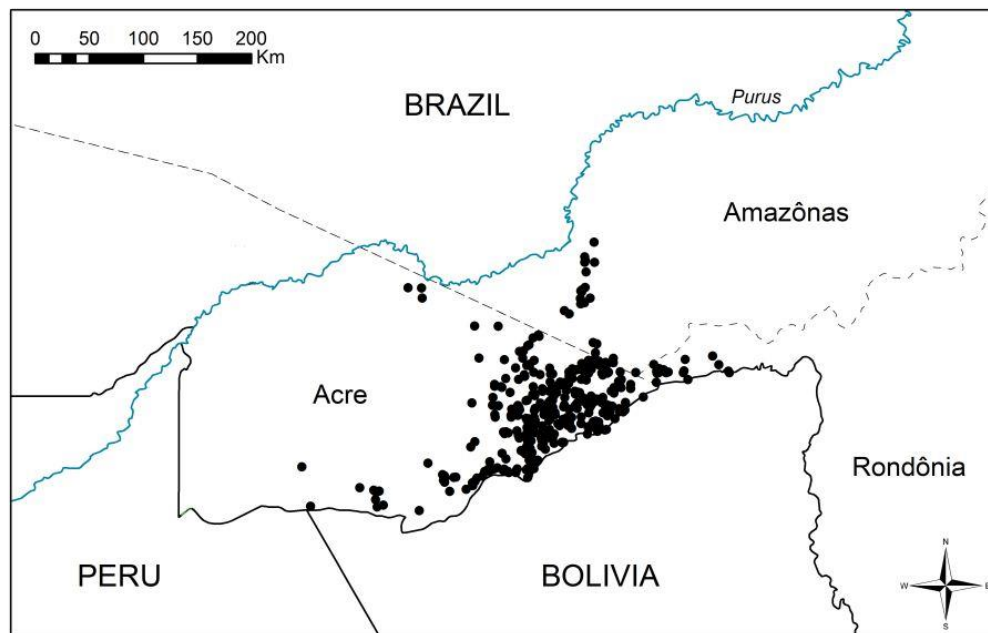 0 50 100 150 200
Km
BRAZIL
Purus
Amazônas
Acre
Rondônia
PERU
BOLIVIA
N
W E
S